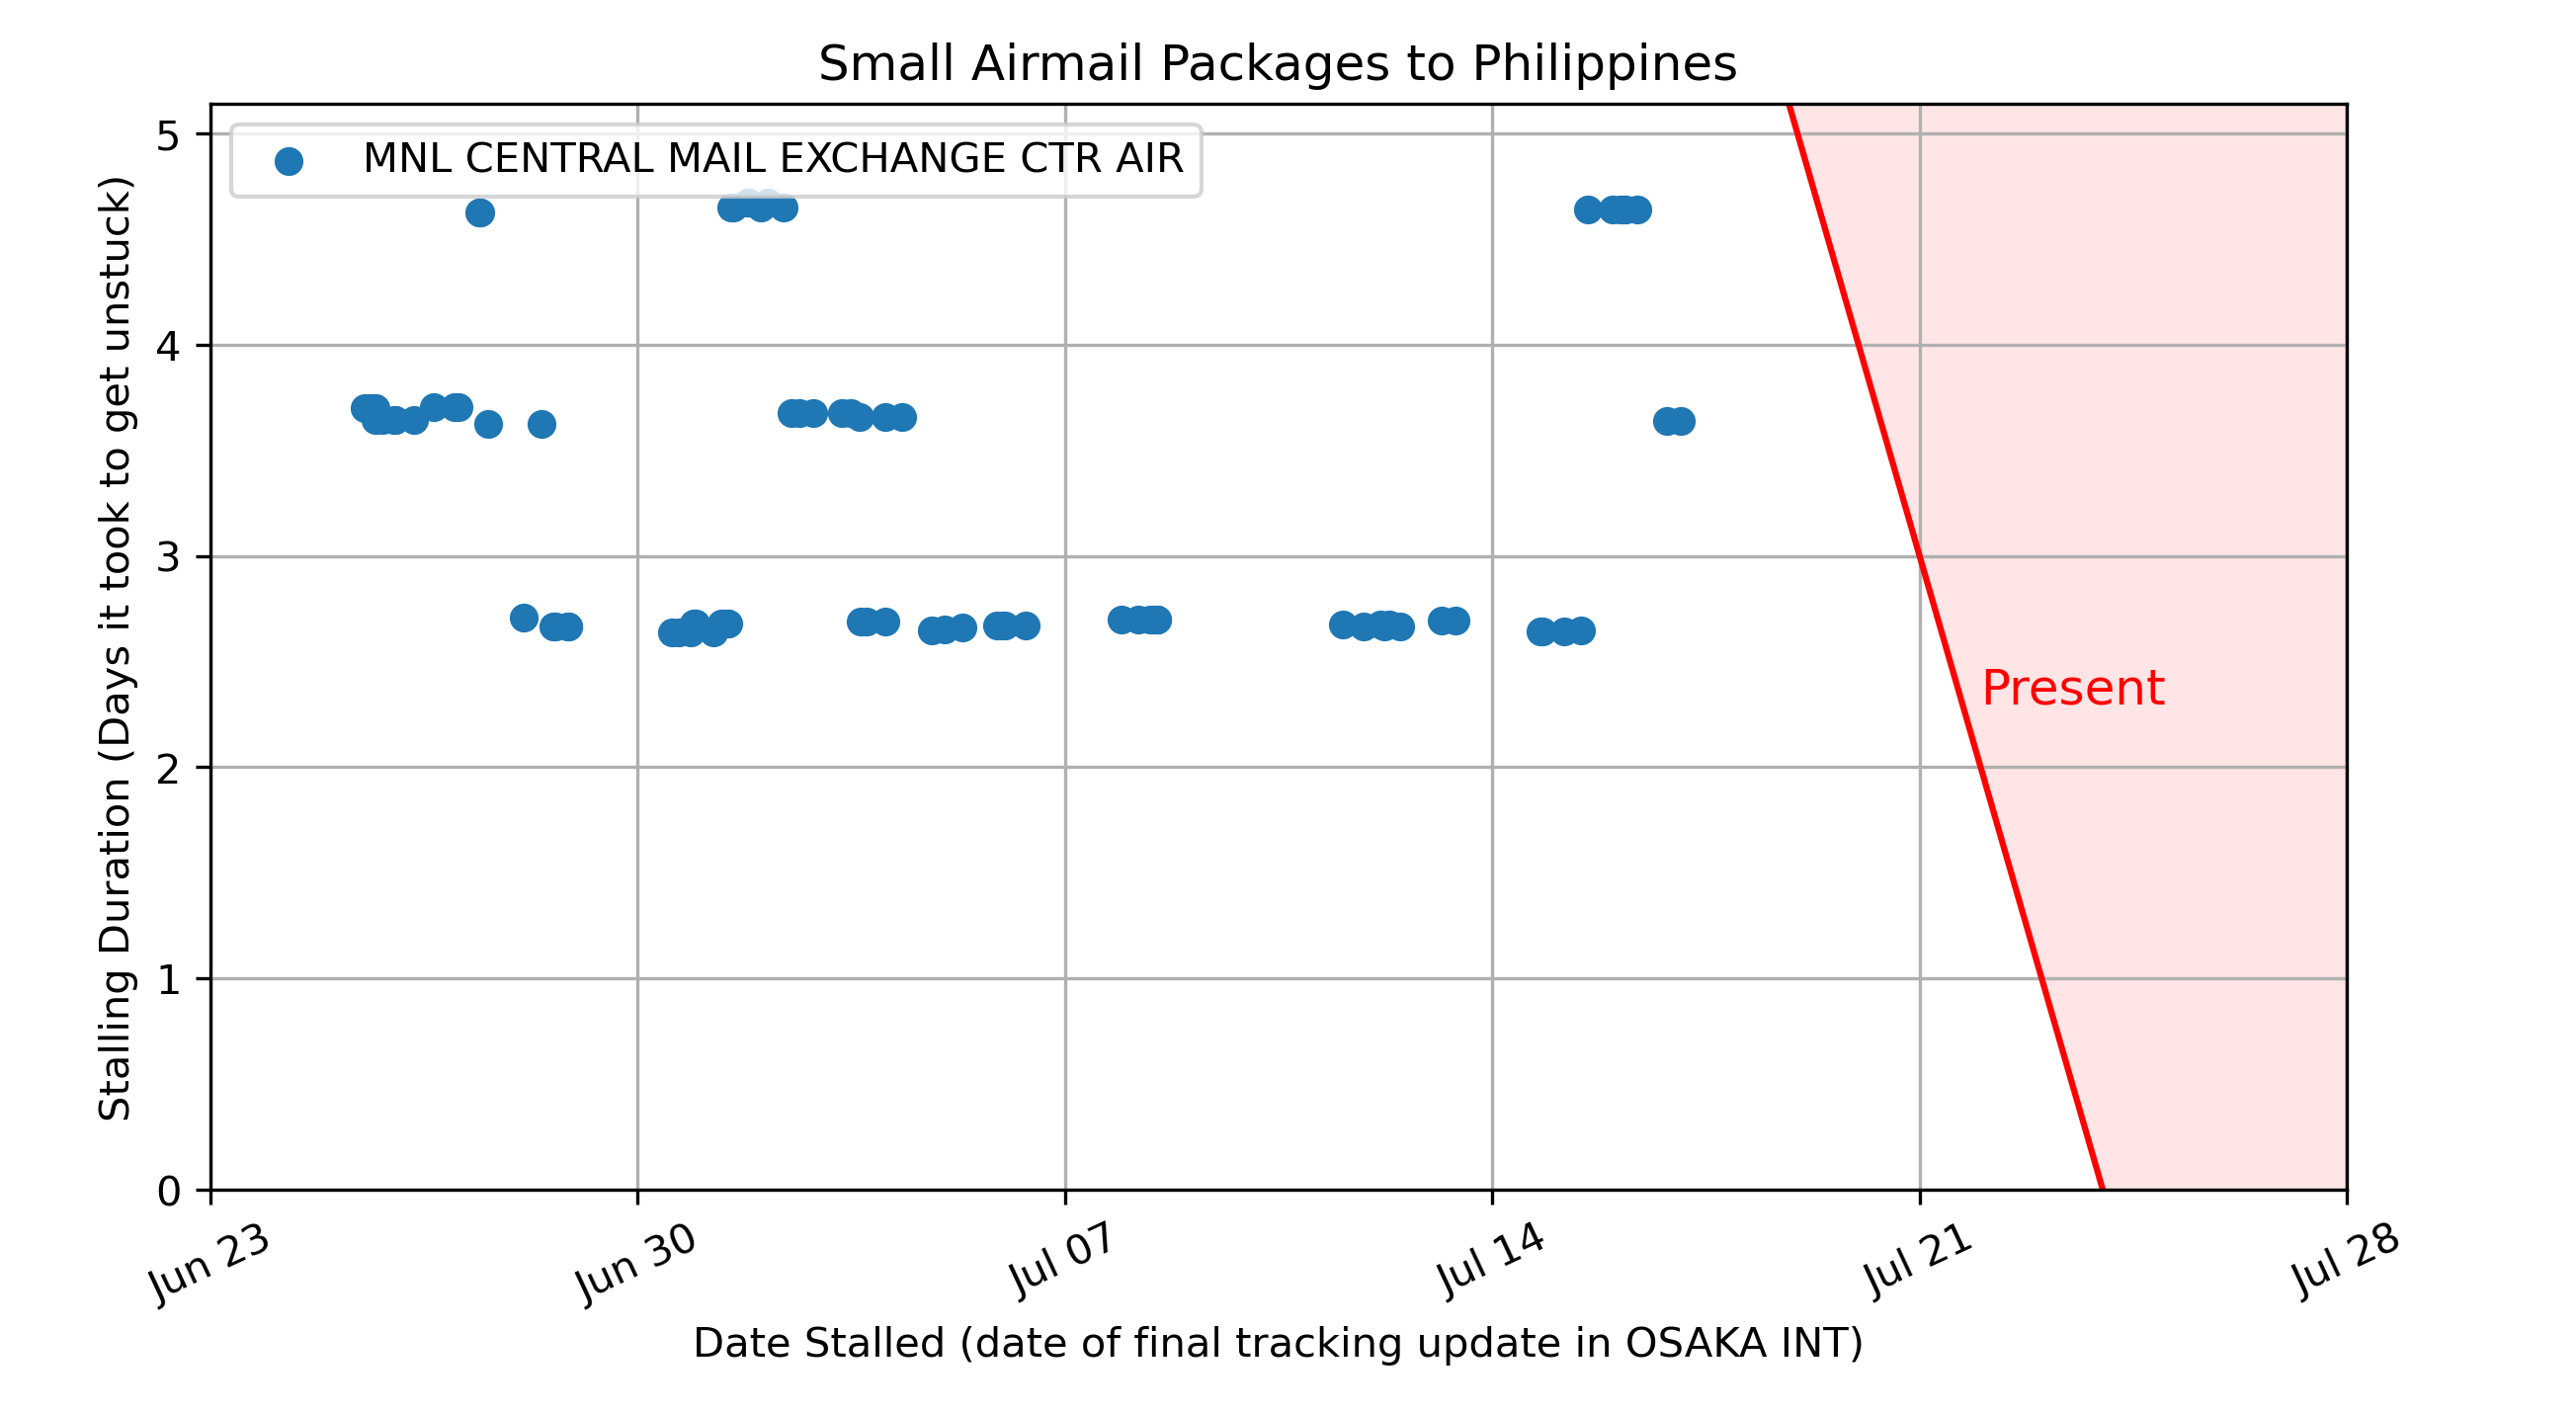 Small Airmail Packages to Philippines
MNL CENTRAL MAIL EXCHANGE CTR AIR
Stalling Duration (Days it took to get unstuck)
5
4
3
2
1
0
Present
Jun 23
Jun 30
Jul 07
Jul 14
Jul 21
Jul 28
Date Stalled (date of final tracking update in OSAKA INT)